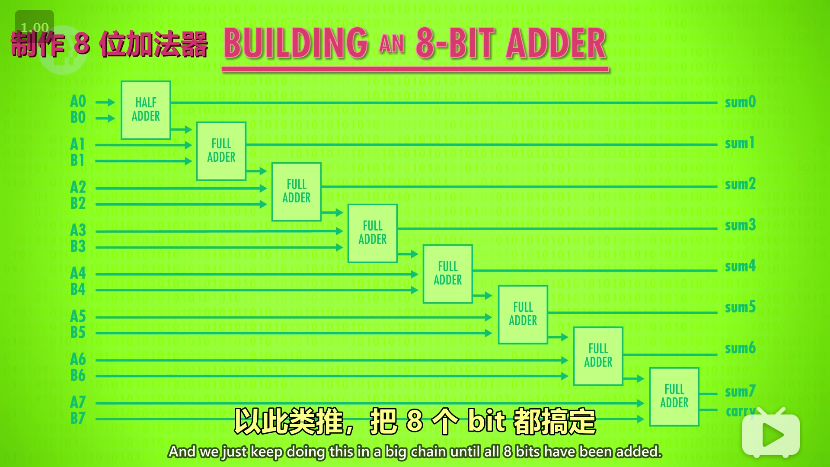 1.00
制作 8 位加法器 BUILDING AN 8-BIT ADDER
A0
B0
HALF
ADDER
sum0
A1
B1
FULL
ADDER
sum1
A2
B2
FULL
ADDER
sum2
A3
B3
FULL
ADDER
sum3
A4
B4
FULL
ADDER
sum4
A5
B5
FULL
ADDER
sum5
A6
B6
FULL
ADDER
sum6
A7
B7
FULL
ADDER
sum7
carry
以此类推，把 8 个 bit 都搞定
And we just keep doing this in a big chain until all 8 bits have been added.